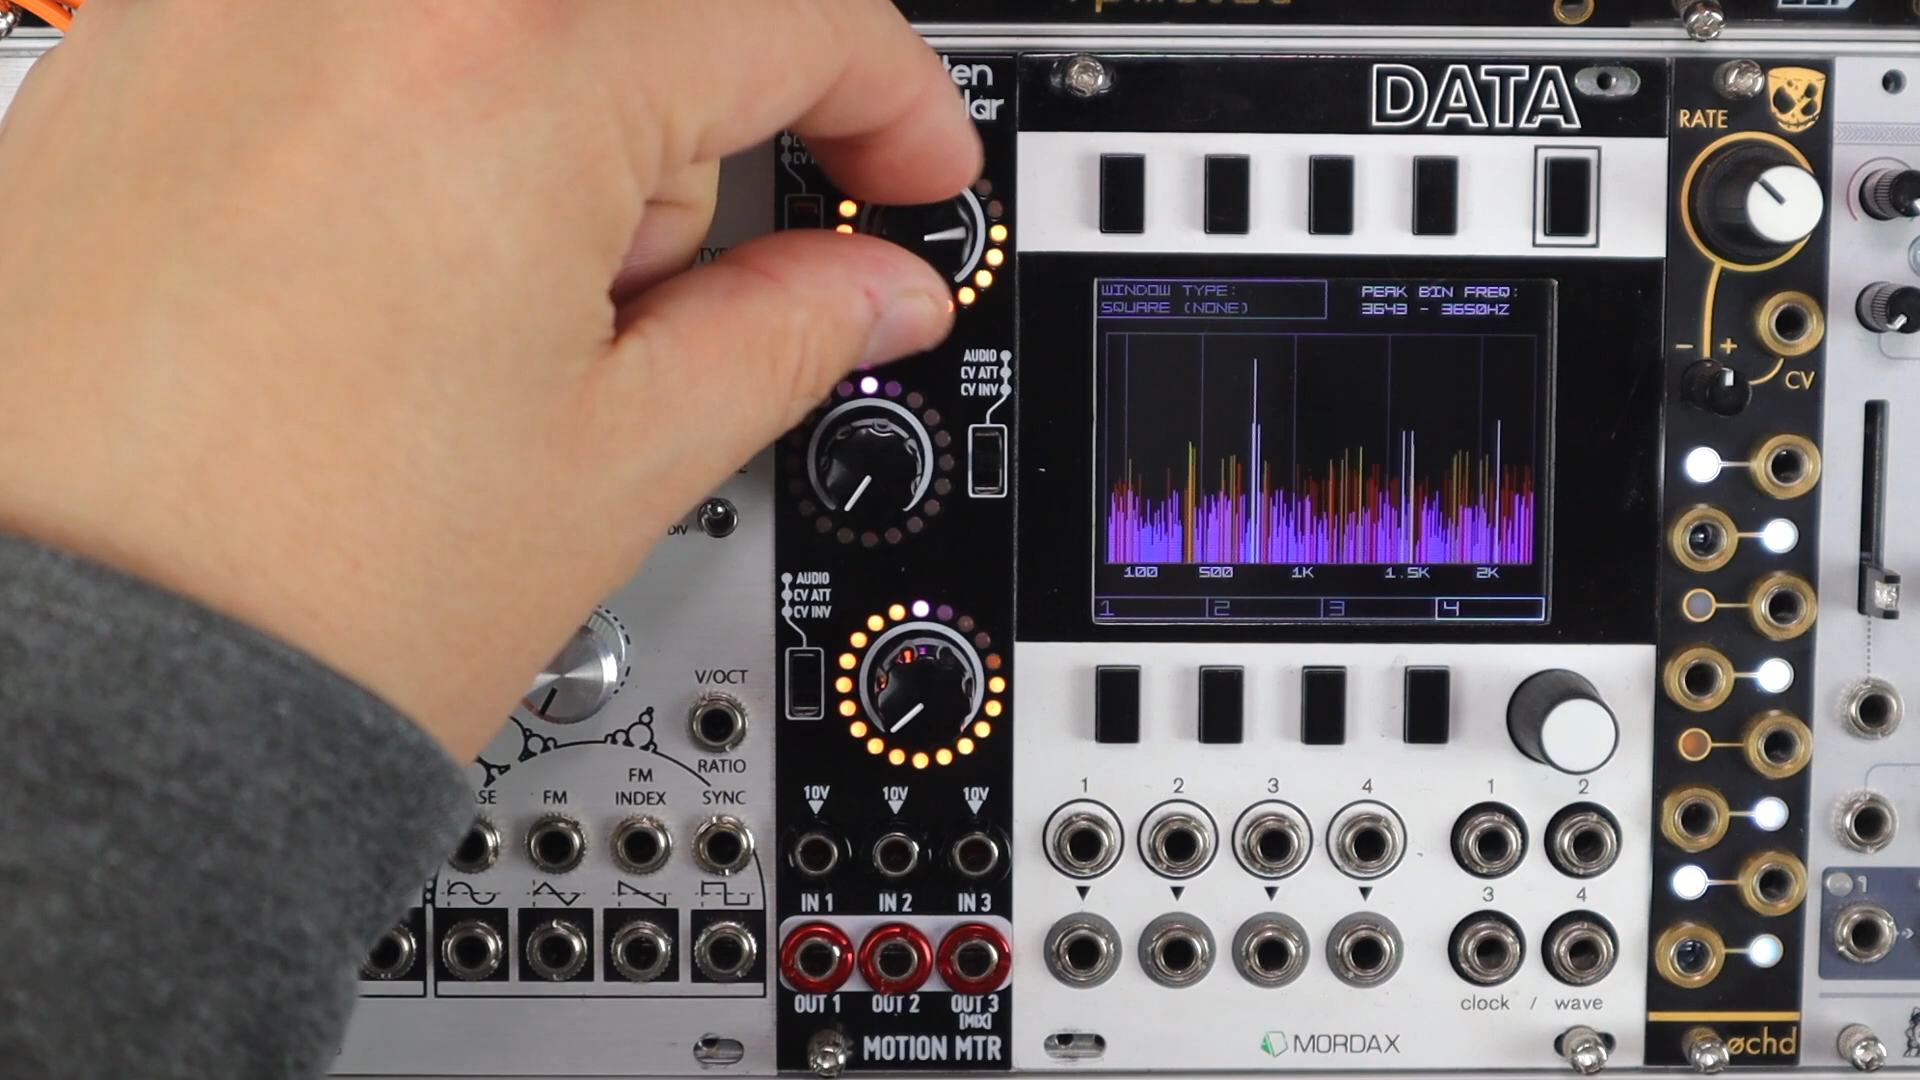 DATA
RATE
WINDOW TYPE:
SQUARE (NONE)
PEAK BIN FREQ:
3643 - 3650HZ
100 500 1K 1.5K 2K
1 2 3 4
AUDIO
CV ATT
CV INV
- +
CV
DIV
AUDIO
CV ATT
CV INV
V/OCT
RATIO
FM
FM INDEX SYNC
10V 10V 10V
IN 1 IN 2 IN 3
OUT 1 OUT 2 OUT 3
[MIX]
MOTION MTR
1 2 3 4
1 2
3 4
clock / wave
MORDAX
øchd
1